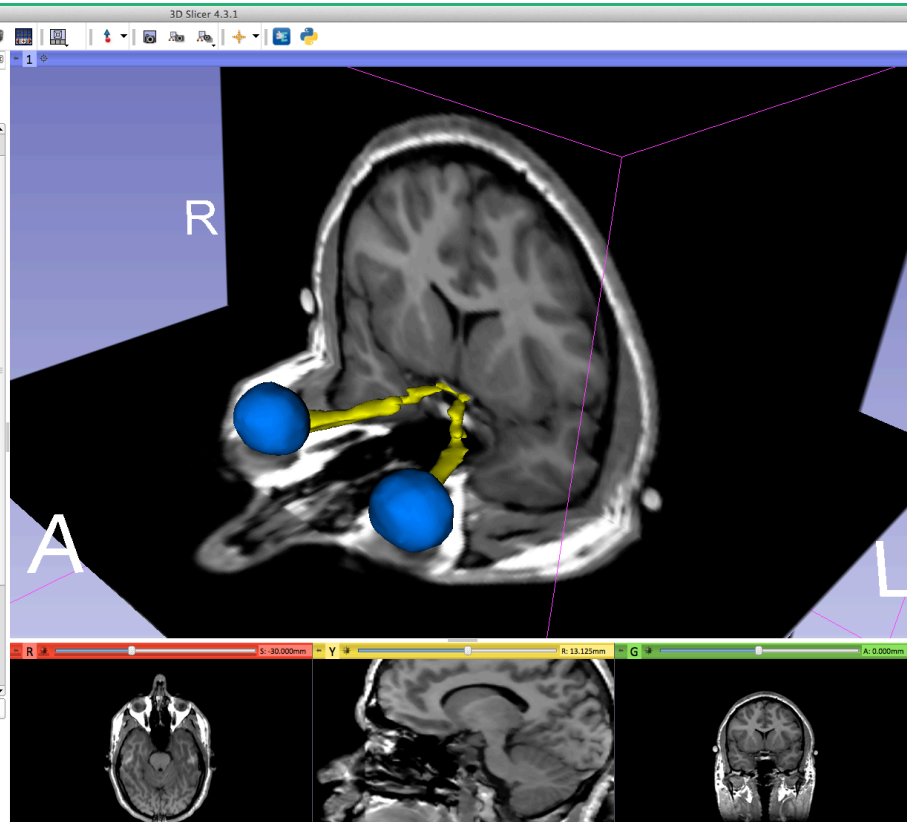 3D Slicer 4.3.1
1
R
A
L
R S: -30.000mm
Y R: 13.125mm
G A: 0.000mm